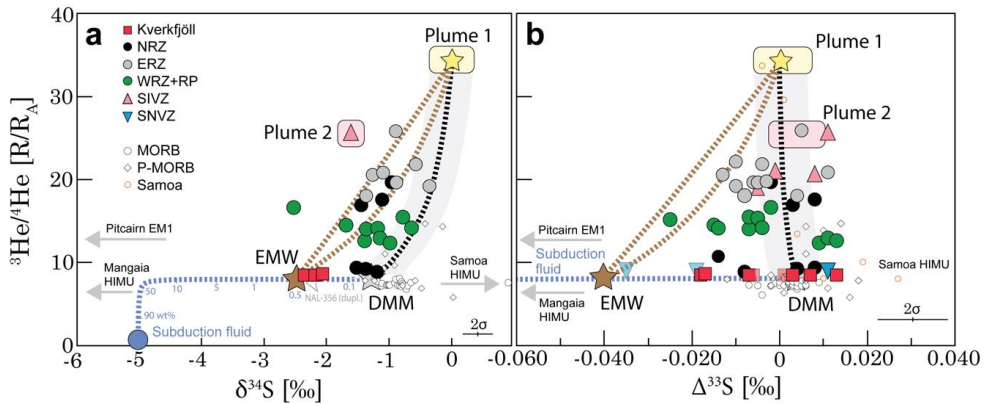 a
Kverkfjöll
NRZ
ERZ
WRZ+RP
SIVZ
SNVZ
MORB
P-MORB
Samoa
Plume 1
Plume 2
Pitcairn EM1
Mangaia
HIMU
EMW
DMM
Samoa
HIMU
NAL-356 (dupl.)
50
10
5
1
0.5
0.1
90 wt%
Subduction fluid
2σ
³He/⁴He [R/R_A]
40
30
20
10
0
-6
-5
-4
-3
-2
-1
0
δ³⁴S [‰]
b
Plume 1
Plume 2
Pitcairn EM1
Subduction
fluid
Mangaia
HIMU
EMW
DMM
Samoa HIMU
2σ
-0.060
-0.040
-0.020
0
0.020
0.040
Δ³³S [‰]